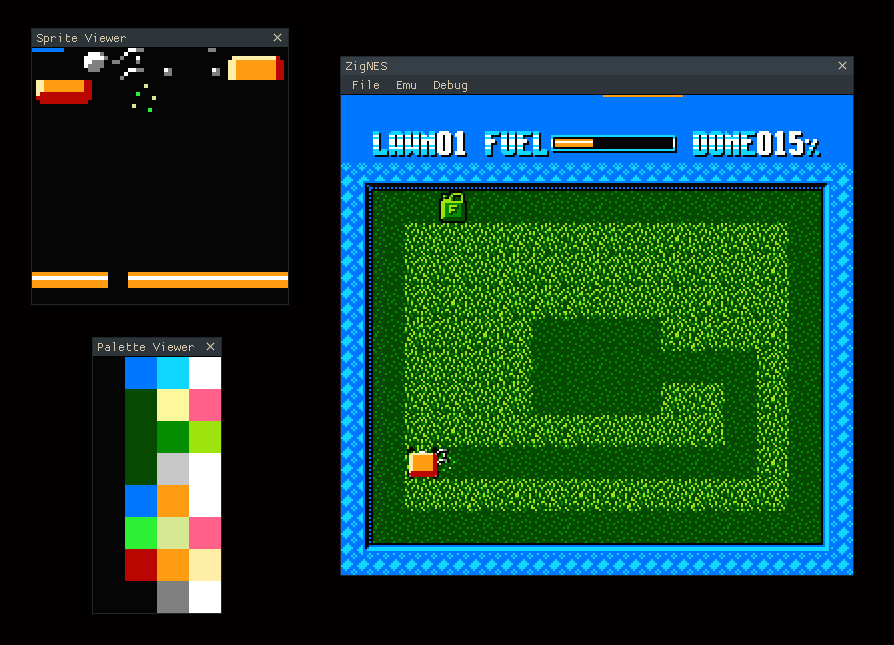 Sprite Viewer
ZigNES
File Emu Debug
LAWN01 FUEL DONE015%
F
Palette Viewer